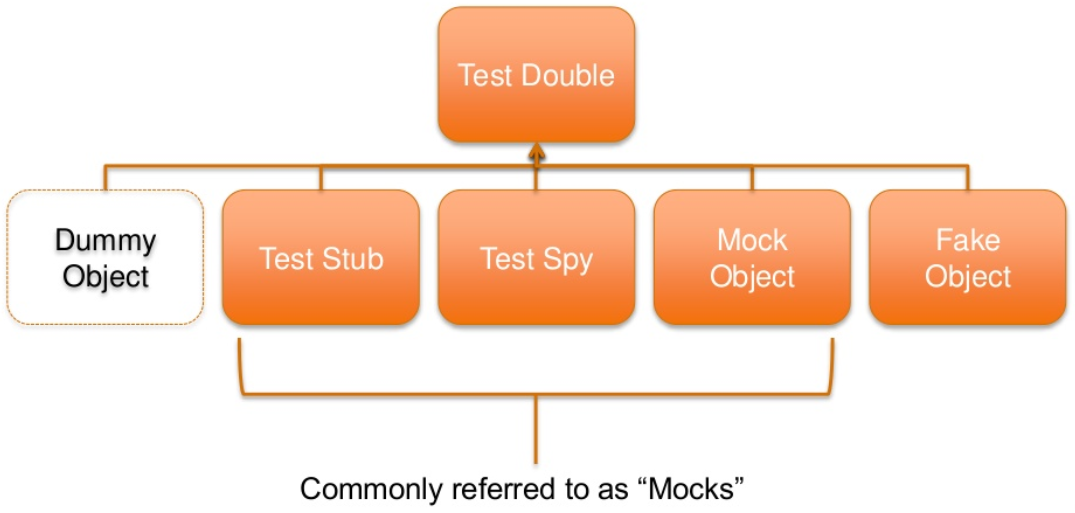 Test Double
Dummy
Object
Test Stub
Test Spy
Mock
Object
Fake
Object
Commonly referred to as “Mocks”